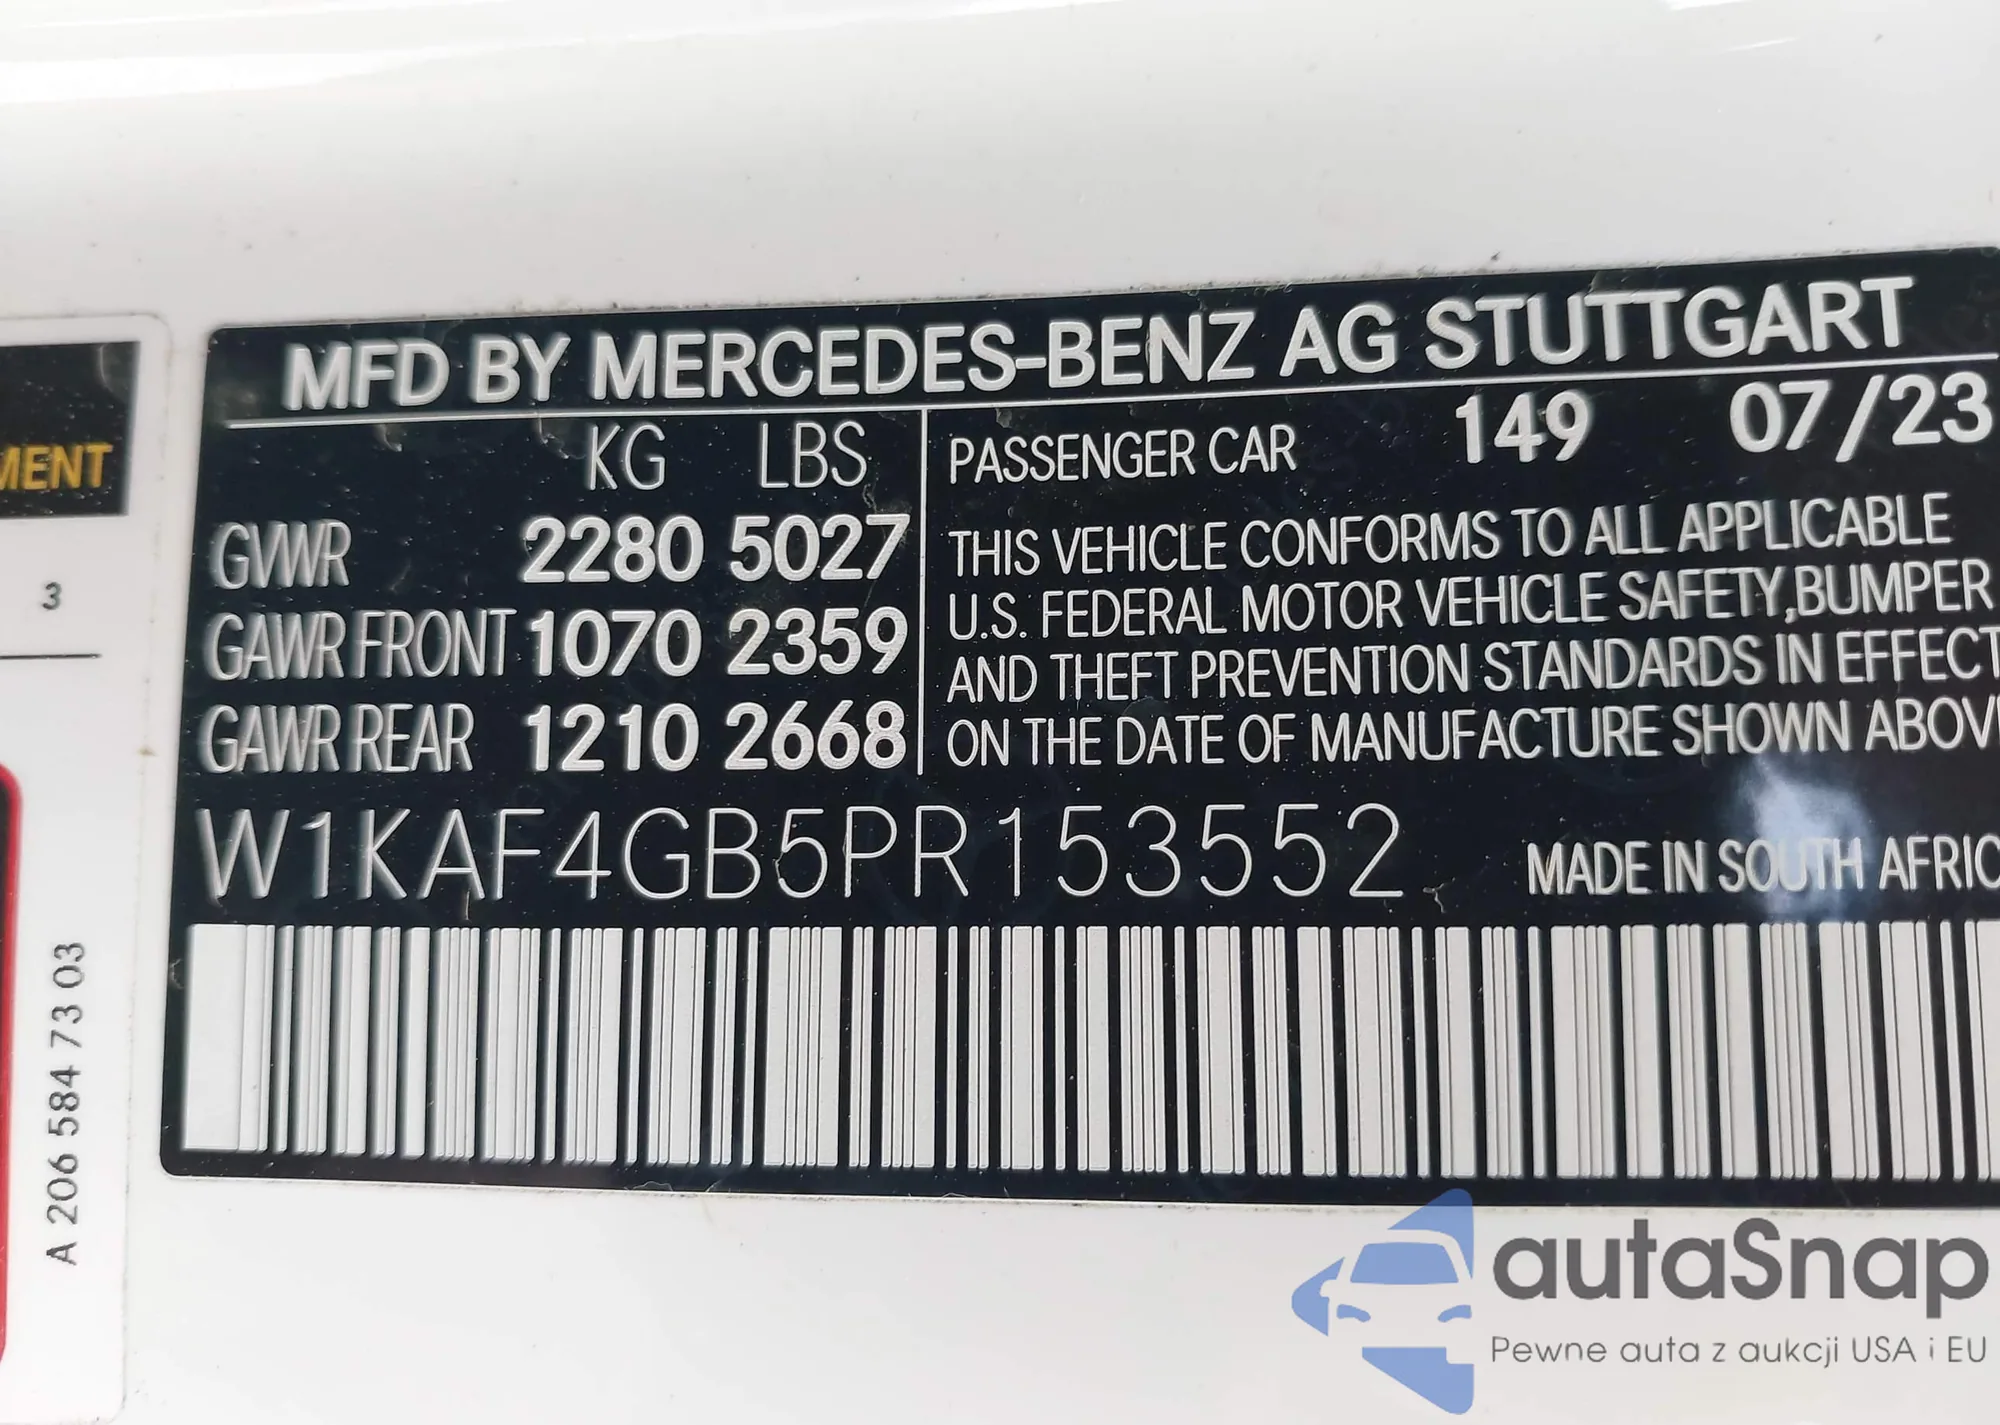 MFD BY MERCEDES-BENZ AG STUTTGART
KG LBS
GVWR 2280 5027
GAWR FRONT 1070 2359
GAWR REAR 1210 2668
PASSENGER CAR 149 07/23
THIS VEHICLE CONFORMS TO ALL APPLICABLE
U.S. FEDERAL MOTOR VEHICLE SAFETY,BUMPER
AND THEFT PREVENTION STANDARDS IN EFFECT
ON THE DATE OF MANUFACTURE SHOWN ABOV
W1KAF4GB5PR153552
MADE IN SOUTH AFRIC
MENT
3
A 206 584 73 03
autaSnap
Pewne auta z aukcji USA i EU